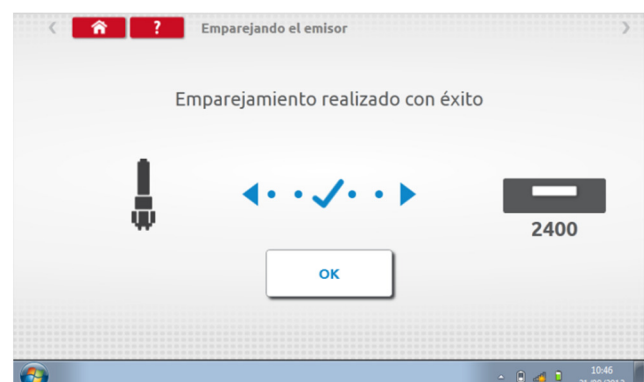 ? Emparejando el emisor
Emparejamiento realizado con éxito
2400
OK
10:46